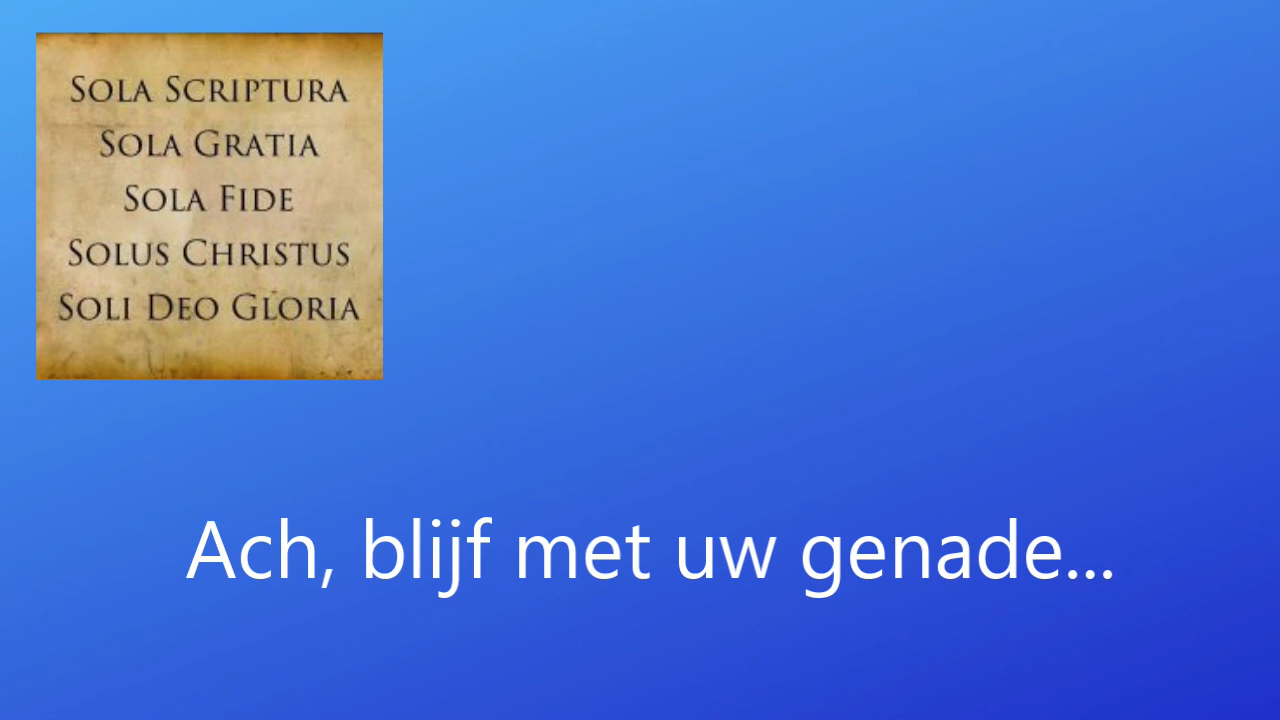 Sola Scriptura
Sola Gratia
Sola Fide
Solus Christus
Soli Deo Gloria
Ach, blijf met uw genade...